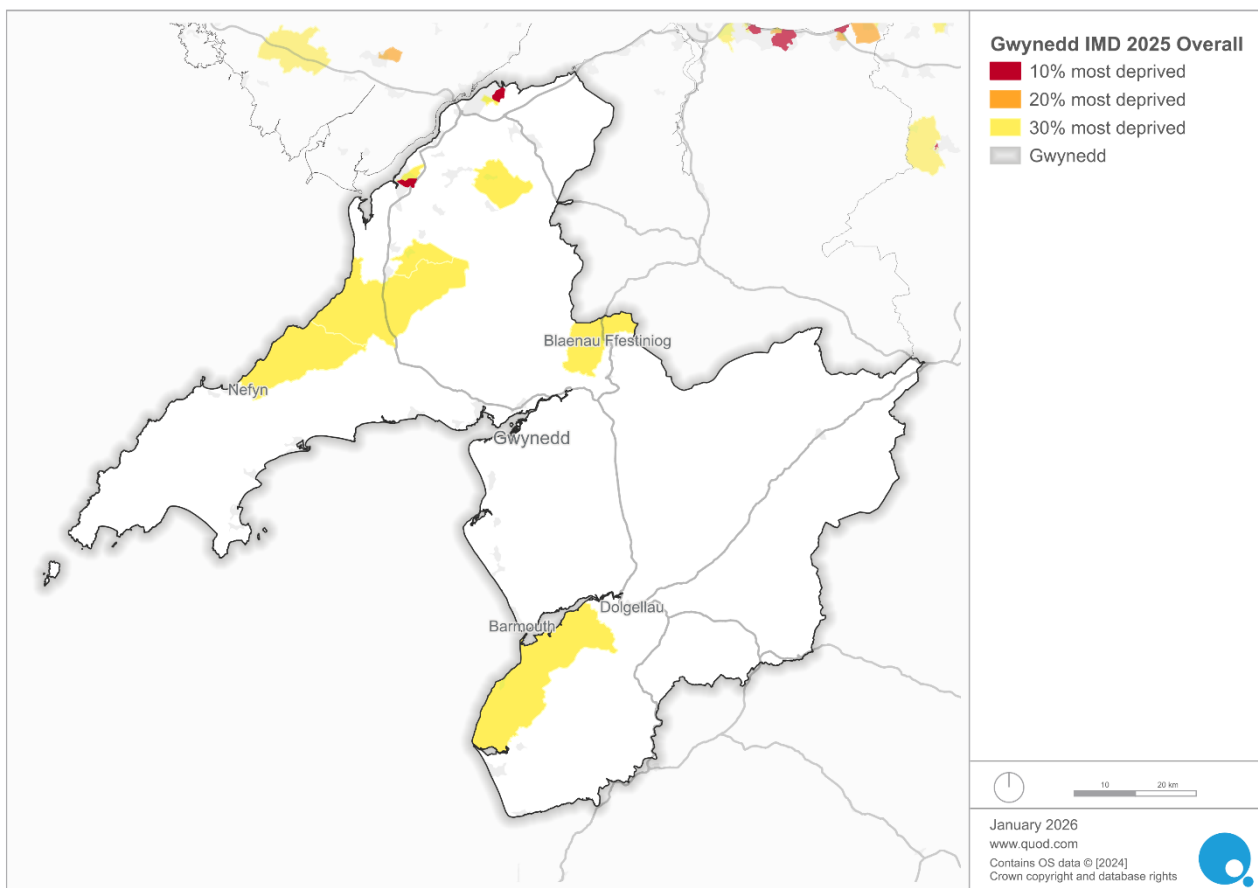 Gwynedd IMD 2025 Overall
10% most deprived
20% most deprived
30% most deprived
Gwynedd
Blaenau Ffestiniog
Nefyn
Gwynedd
Dolgellau
Barmouth
10 20 km
January 2026
www.quod.com
Contains OS data © [2024]
Crown copyright and database rights